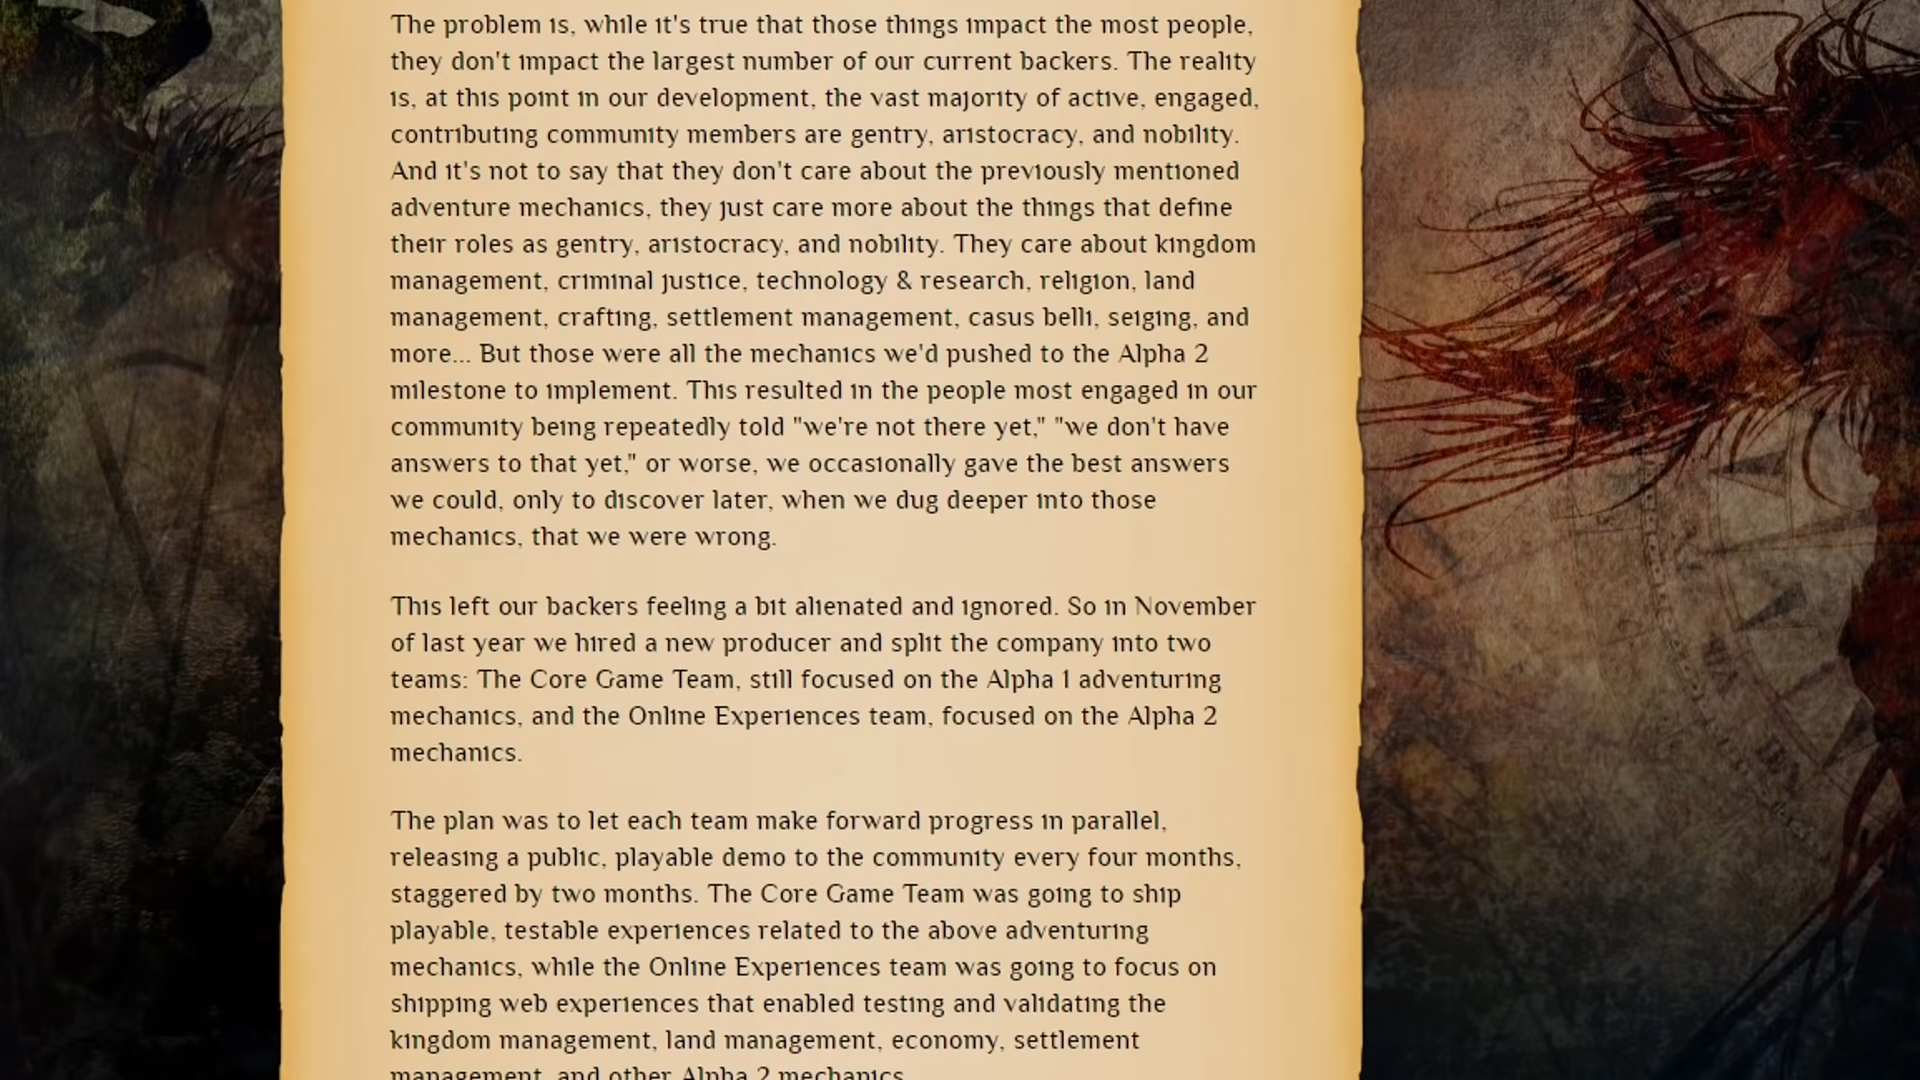 The problem is, while it's true that those things impact the most people,
they don't impact the largest number of our current backers. The reality
is, at this point in our development, the vast majority of active, engaged,
contributing community members are gentry, aristocracy, and nobility.
And it's not to say that they don't care about the previously mentioned
adventure mechanics, they just care more about the things that define
their roles as gentry, aristocracy, and nobility. They care about kingdom
management, criminal justice, technology & research, religion, land
management, crafting, settlement management, casus belli, seiging, and
more... But those were all the mechanics we'd pushed to the Alpha 2
milestone to implement. This resulted in the people most engaged in our
community being repeatedly told "we're not there yet," "we don't have
answers to that yet," or worse, we occasionally gave the best answers
we could, only to discover later, when we dug deeper into those
mechanics, that we were wrong.
This left our backers feeling a bit alienated and ignored. So in November
of last year we hired a new producer and split the company into two
teams: The Core Game Team, still focused on the Alpha 1 adventuring
mechanics, and the Online Experiences team, focused on the Alpha 2
mechanics.
The plan was to let each team make forward progress in parallel,
releasing a public, playable demo to the community every four months,
staggered by two months. The Core Game Team was going to ship
playable, testable experiences related to the above adventuring
mechanics, while the Online Experiences team was going to focus on
shipping web experiences that enabled testing and validating the
kingdom management, land management, economy, settlement
management, and other Alpha 2 mechanics.